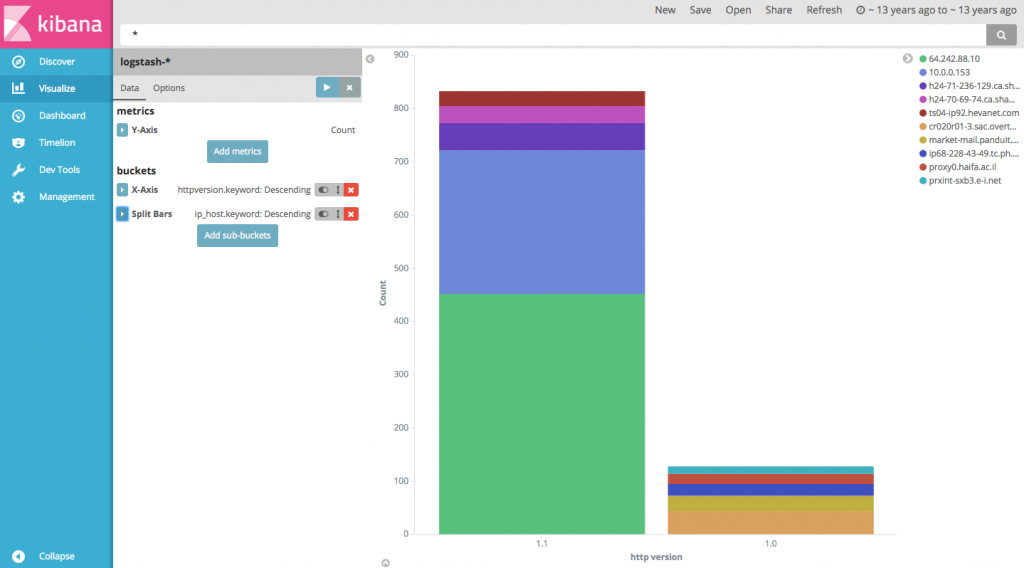 kibana
New Save Open Share Refresh ~ 13 years ago to ~ 13 years ago
*
Discover
Visualize
Dashboard
Timelion
Dev Tools
Management
Collapse
logstash-*
Data Options
metrics
Y-Axis Count
Add metrics
buckets
X-Axis httpversion.keyword: Descending
Split Bars ip_host.keyword: Descending
Add sub-buckets
Count
900
800
700
600
500
400
300
200
100
0
1.1 1.0
http version
64.242.88.10
10.0.0.153
h24-71-236-129.ca.sh...
h24-70-69-74.ca.sha...
ts04-ip92.hevanet.com
cr020r01-3.sac.overt...
market-mail.panduit....
ip68-228-43-49.tc.ph....
proxy0.haifa.ac.il
prxint-sxb3.e-i.net